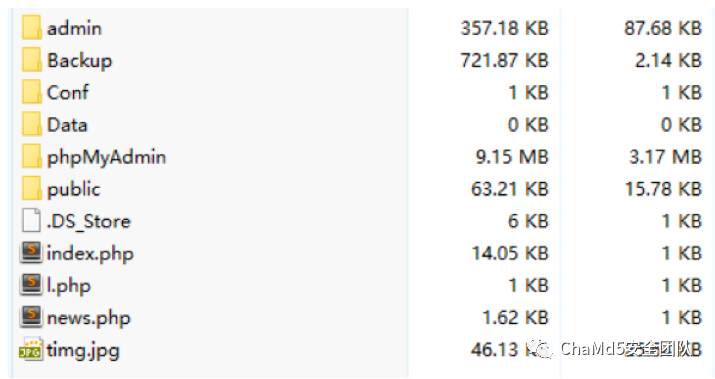 admin 357.18 KB 87.68 KB
Backup 721.87 KB 2.14 KB
Conf 1 KB 1 KB
Data 0 KB 0 KB
phpMyAdmin 9.15 MB 3.17 MB
public 63.21 KB 15.78 KB
.DS_Store 6 KB 1 KB
index.php 14.05 KB 1 KB
l.php 1 KB 1 KB
news.php 1.62 KB 1 KB
timg.jpg 46.13 ChaMd5安全团队